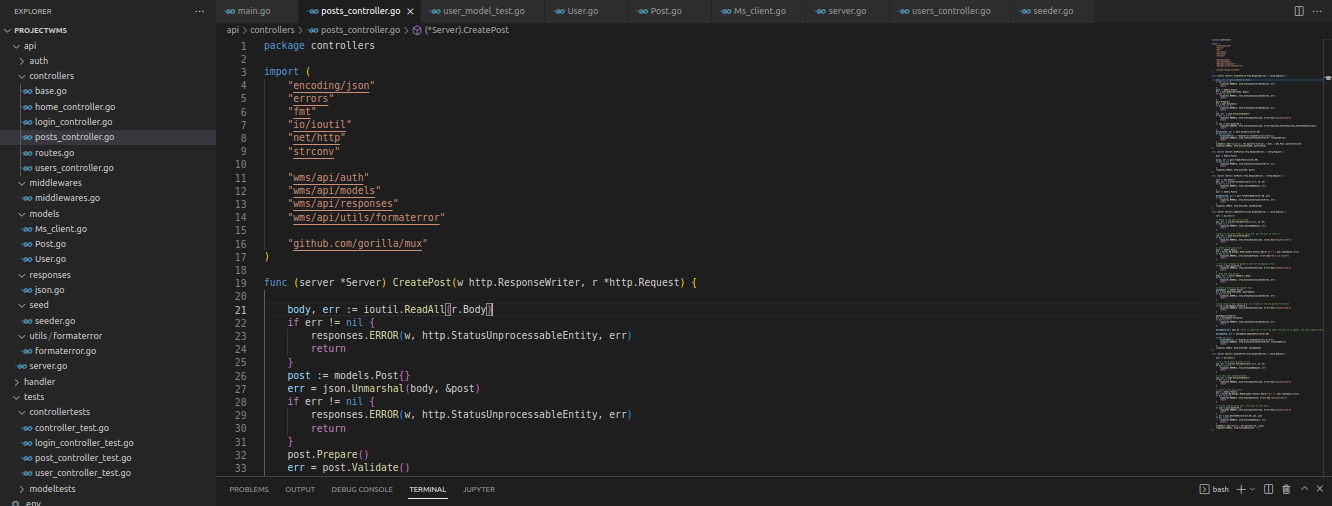 EXPLORER
PROJECTWMS
api
auth
controllers
base.go
home_controller.go
login_controller.go
posts_controller.go
routes.go
users_controller.go
middlewares
middlewares.go
models
Ms_client.go
Post.go
User.go
responses
json.go
seed
seeder.go
utils/formaterror
formaterror.go
server.go
handler
tests
controllertests
controller_test.go
login_controller_test.go
post_controller_test.go
user_controller_test.go
modeltests
.env
main.go posts_controller.go user_model_test.go User.go Post.go Ms_client.go server.go users_controller.go seeder.go
api > controllers > posts_controller.go > (*Server).CreatePost
1 package controllers
2
3 import (
4 "encoding/json"
5 "errors"
6 "fmt"
7 "io/ioutil"
8 "net/http"
9 "strconv"
10
11 "wms/api/auth"
12 "wms/api/models"
13 "wms/api/responses"
14 "wms/api/utils/formaterror"
15
16 "github.com/gorilla/mux"
17 )
18
19 func (server *Server) CreatePost(w http.ResponseWriter, r *http.Request) {
20
21 body, err := ioutil.ReadAll(r.Body)
22 if err != nil {
23 responses.ERROR(w, http.StatusUnprocessableEntity, err)
24 return
25 }
26 post := models.Post{}
27 err = json.Unmarshal(body, &post)
28 if err != nil {
29 responses.ERROR(w, http.StatusUnprocessableEntity, err)
30 return
31 }
32 post.Prepare()
33 err = post.Validate()
PROBLEMS OUTPUT DEBUG CONSOLE TERMINAL JUPYTER
bash